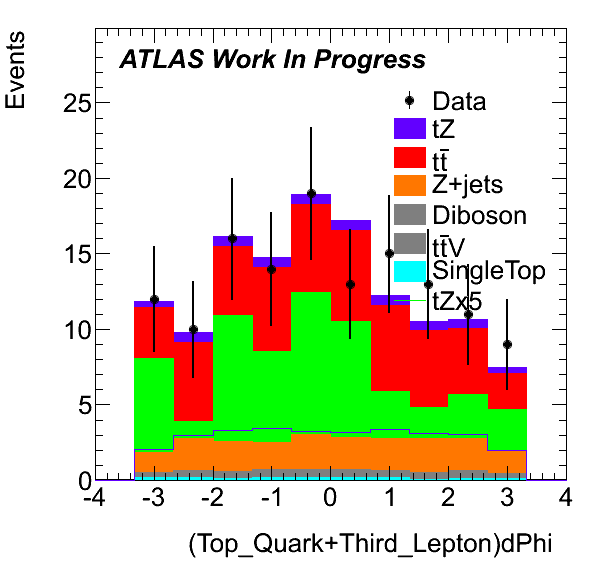 Events
ATLAS Work In Progress
Data
tZ
tt̄
Z+jets
Diboson
tt̄V
SingleTop
tZx5
25
20
15
10
5
0
-4 -3 -2 -1 0 1 2 3 4
(Top_Quark+Third_Lepton)dPhi